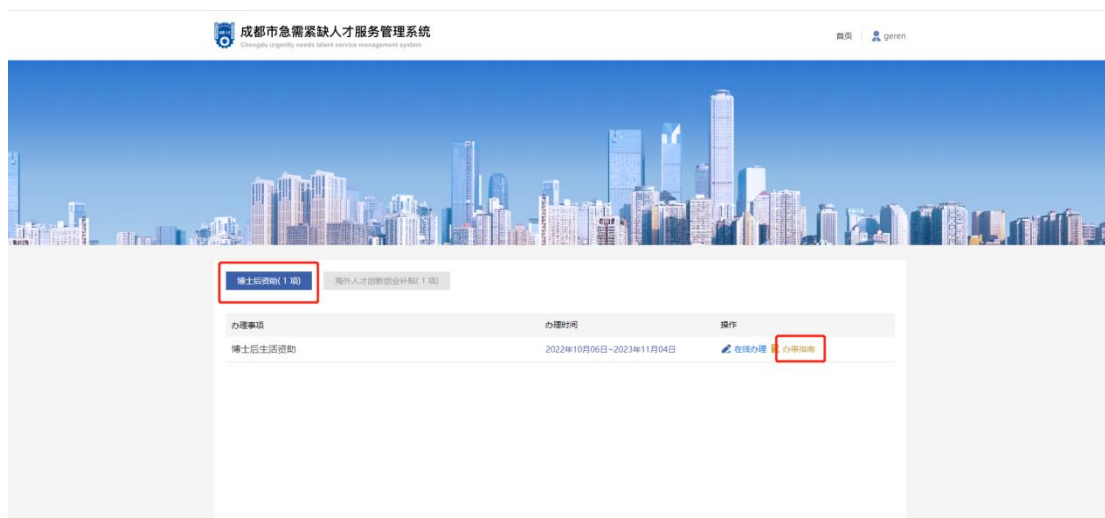 成都市急需紧缺人才服务管理系统
Chengdu urgently needs talent service management system
首页 geren
博士后资助(1项) 海外人才创新创业补贴(1项)
办理事项 办理时间 操作
博士后生活资助 2022年10月06日~2023年11月04日 在线办理 办事指南